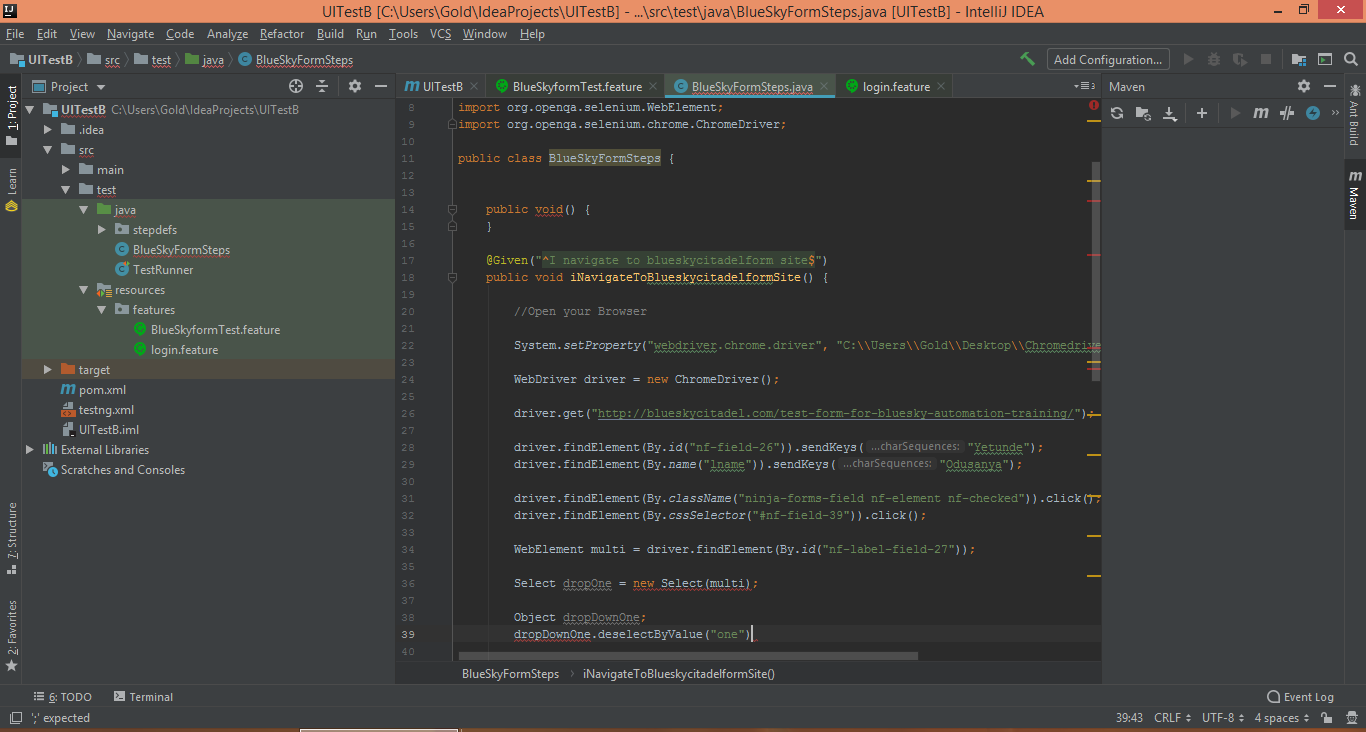 UITestB [C:\Users\Gold\IdeaProjects\UITestB] - ...\src\test\java\BlueSkyFormSteps.java [UITestB] - IntelliJ IDEA
File Edit View Navigate Code Analyze Refactor Build Run Tools VCS Window Help
UITestB src test java BlueSkyFormSteps Add Configuration...
Project UITestB BlueSkyformTest.feature BlueSkyFormSteps.java login.feature Maven
1: Project
Learn
7: Structure
2: Favorites
UITestB C:\Users\Gold\IdeaProjects\UITestB
.idea
src
main
test
java
stepdefs
BlueSkyFormSteps
TestRunner
resources
features
BlueSkyformTest.feature
login.feature
target
pom.xml
testng.xml
UITestB.iml
External Libraries
Scratches and Consoles
8 import org.openqa.selenium.WebElement;
9 import org.openqa.selenium.chrome.ChromeDriver;
10
11 public class BlueSkyFormSteps {
12
13
14 public void() {
15 }
16
17 @Given("^I navigate to blueskycitadelform site$")
18 public void iNavigateToBlueskycitadelformSite() {
19
20 //Open your Browser
21
22 System.setProperty("webdriver.chrome.driver", "C:\\Users\\Gold\\Desktop\\Chromedrive
23
24 WebDriver driver = new ChromeDriver();
25
26 driver.get("http://blueskycitadel.com/test-form-for-bluesky-automation-training/");
27
28 driver.findElement(By.id("nf-field-26")).sendKeys( ...charSequences: "Yetunde");
29 driver.findElement(By.name("lname")).sendKeys( ...charSequences: "Odusanya");
30
31 driver.findElement(By.className("ninja-forms-field nf-element nf-checked")).click();
32 driver.findElement(By.cssSelector("#nf-field-39")).click();
33
34 WebElement multi = driver.findElement(By.id("nf-label-field-27"));
35
36 Select dropOne = new Select(multi);
37
38 Object dropDownOne;
39 dropDownOne.deselectByValue("one")
40
BlueSkyFormSteps iNavigateToBlueskycitadelformSite()
Ant Build
Maven
6: TODO Terminal Event Log
';' expected 39:43 CRLF UTF-8 4 spaces